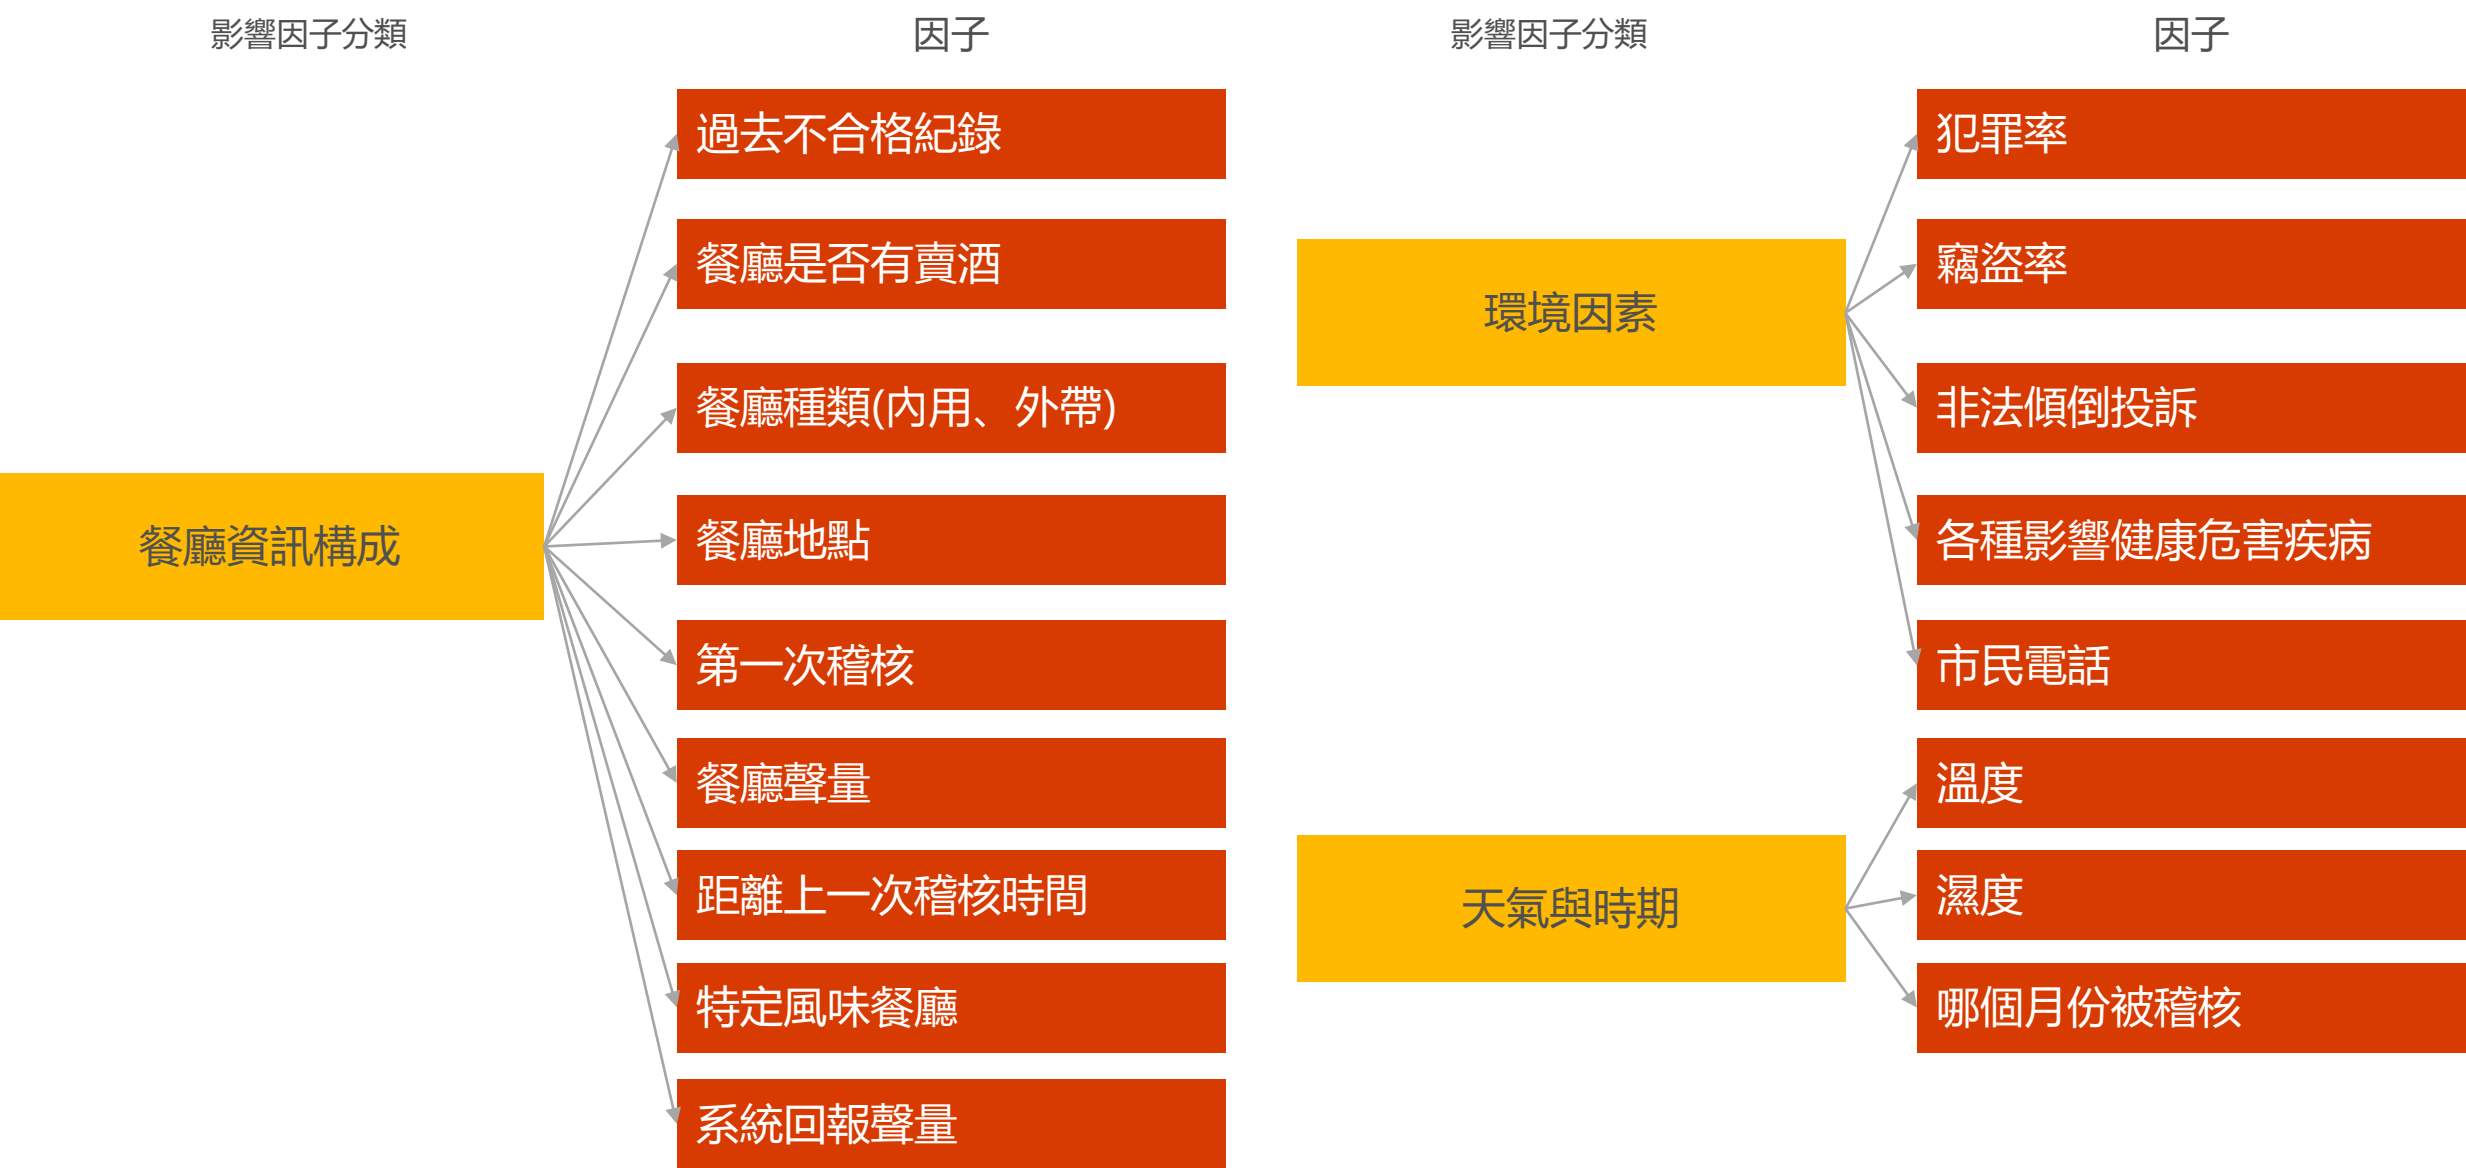 影響因子分類
因子
餐廳資訊構成
過去不合格紀錄
餐廳是否有賣酒
餐廳種類(內用、外帶)
餐廳地點
第一次稽核
餐廳聲量
距離上一次稽核時間
特定風味餐廳
系統回報聲量
影響因子分類
因子
環境因素
犯罪率
竊盜率
非法傾倒投訴
各種影響健康危害疾病
市民電話
天氣與時期
溫度
濕度
哪個月份被稽核